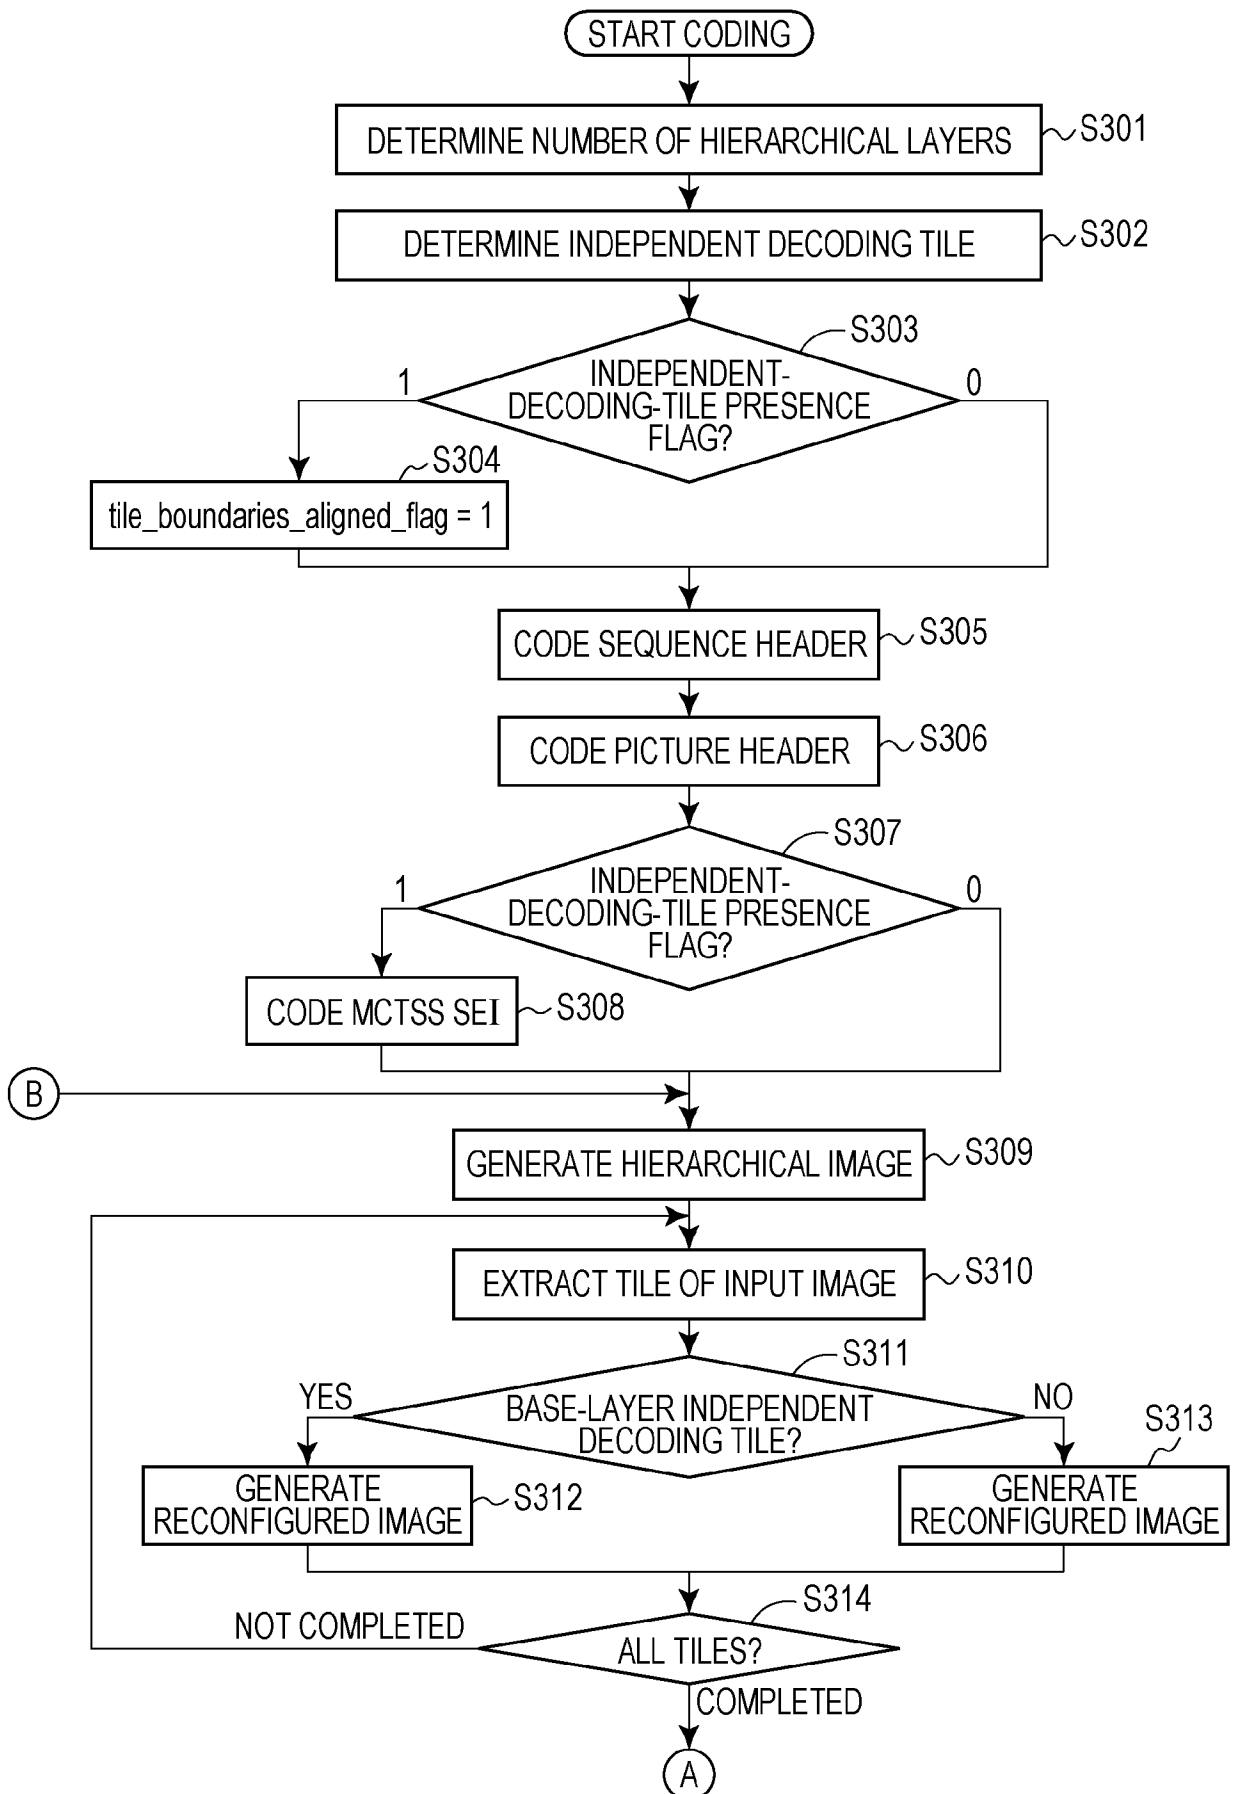 START CODING
DETERMINE NUMBER OF HIERARCHICAL LAYERS
S301
DETERMINE INDEPENDENT DECODING TILE
S302
S303
INDEPENDENT-
DECODING-TILE PRESENCE
FLAG?
1
0
S304
tile_boundaries_aligned_flag = 1
CODE SEQUENCE HEADER
S305
CODE PICTURE HEADER
S306
S307
INDEPENDENT-
DECODING-TILE PRESENCE
FLAG?
1
0
CODE MCTSS SEI
S308
B
GENERATE HIERARCHICAL IMAGE
S309
EXTRACT TILE OF INPUT IMAGE
S310
S311
BASE-LAYER INDEPENDENT
DECODING TILE?
YES
NO
GENERATE
RECONFIGURED IMAGE
S312
S313
GENERATE
RECONFIGURED IMAGE
S314
ALL TILES?
NOT COMPLETED
COMPLETED
A